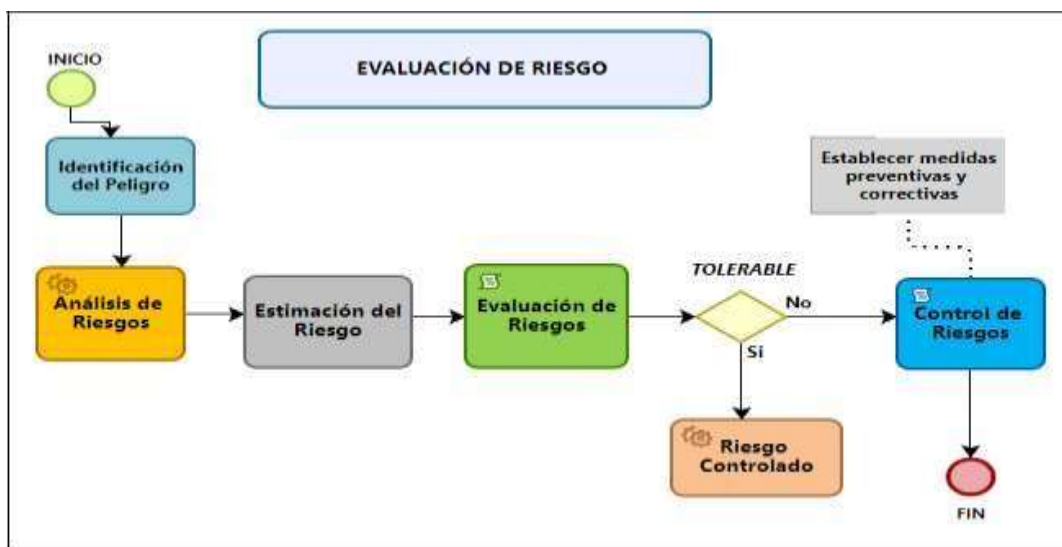 EVALUACIÓN DE RIESGO
INICIO
Identificación
del Peligro
Establecer medidas
preventivas y
correctivas
Análisis de
Riesgos
Estimación del
Riesgo
Evaluación de
Riesgos
TOLERABLE
No
Si
Control de
Riesgos
Riesgo
Controlado
FIN